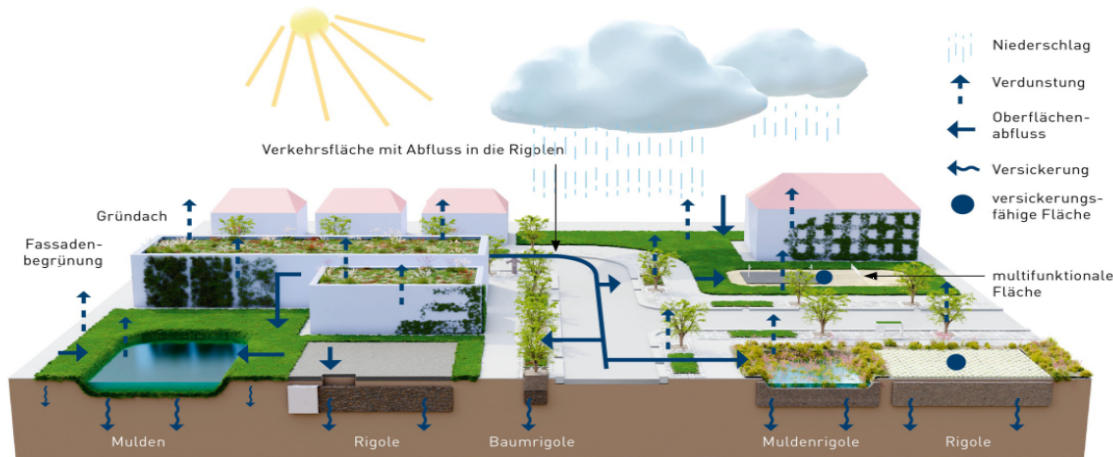 Niederschlag
Verdunstung
Oberflächen-
abfluss
Versickerung
versickerungs-
fähige Fläche
Verkehrsfläche mit Abfluss in die Rigolen
Gründach
Fassaden-
begrünung
multifunktionale
Fläche
Mulden
Rigole
Baumrigole
Muldenrigole
Rigole